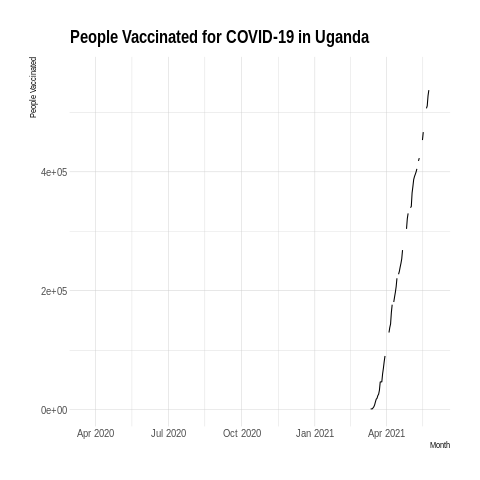 People Vaccinated for COVID-19 in Uganda
People Vaccinated
4e+05
2e+05
0e+00
Apr 2020 Jul 2020 Oct 2020 Jan 2021 Apr 2021
Month